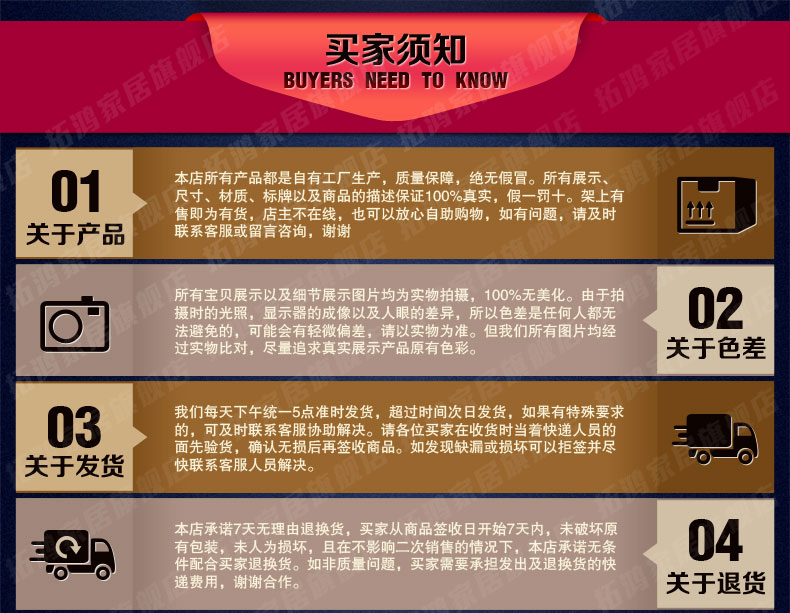 买家须知
BUYERS NEED TO KNOW
01
关于产品
本店所有产品都是自有工厂生产，质量保障，绝无假冒。所有展示、
尺寸、材质、标牌以及商品的描述保证100%真实，假一罚十。架上有
售即为有货，店主不在线，也可以放心自助购物，如有问题，请及时
联系客服或留言咨询，谢谢
所有宝贝展示以及细节展示图片均为实物拍摄，100%无美化。由于拍
摄时的光照，显示器的成像以及人眼的差异，所以色差是任何人都无
法避免的，可能会有轻微偏差，请以实物为准。但我们所有图片均经
过实物比对，尽量追求真实展示产品原有色彩。
02
关于色差
03
关于发货
我们每天下午统一5点准时发货，超过时间次日发货，如果有特殊要求
的，可及时联系客服协助解决。请各位买家在收货时当着快递人员的
面先验货，确认无损后再签收商品。如发现缺漏或损坏可以拒签并尽
快联系客服人员解决。
本店承诺7天无理由退换货，买家从商品签收日开始7天内，未破坏原
有包装，未人为损坏，且在不影响二次销售的情况下，本店承诺无条
件配合买家退换货。如非质量问题，买家需要承担发出及退换货的快
递费用，谢谢合作。
04
关于退货
拓鸿家居旗舰店